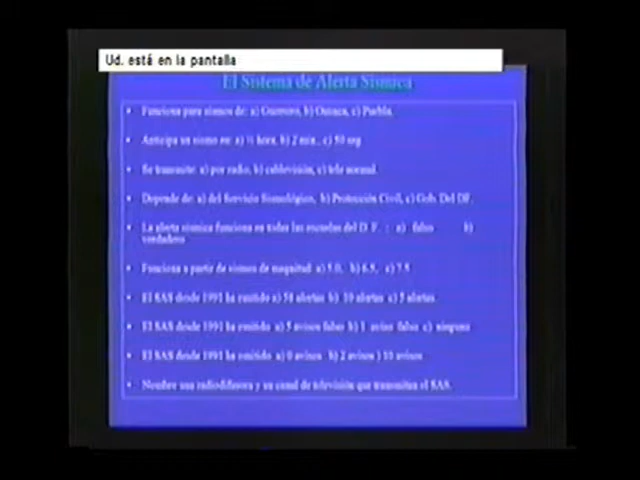 Ud. está en la pantalla
El Sistema de Alerta Sísmica
• Funciona para sismos de: a) Guerrero, b) Oaxaca, c) Puebla.
• Anticipa un sismo en: a) ½ hora, b) 2 min., c) 50 seg
• Se transmite: a) por radio, b) cablevisión, c) tele normal.
• Depende de: a) del Servicio Sismológico, b) Protección Civil, c) Gob. Del DF.
• La alerta sísmica funciona en todas las escuelas del D. F. : a) falso b)
verdadero
• Funciona a partir de sismos de magnitud a) 5.0, b) 6.5, c) 7.5
• El SAS desde 1991 ha emitido a) 58 alertas b) 10 alertas c) 5 alertas
• El SAS desde 1991 ha emitido a) 5 avisos falso b) 1 aviso falso c) ninguno
• El SAS desde 1991 ha emitido a) 0 avisos b) 2 avisos ) 10 avisos
• Nombre una radiodifusora y un canal de televisión que transmitan el SAS